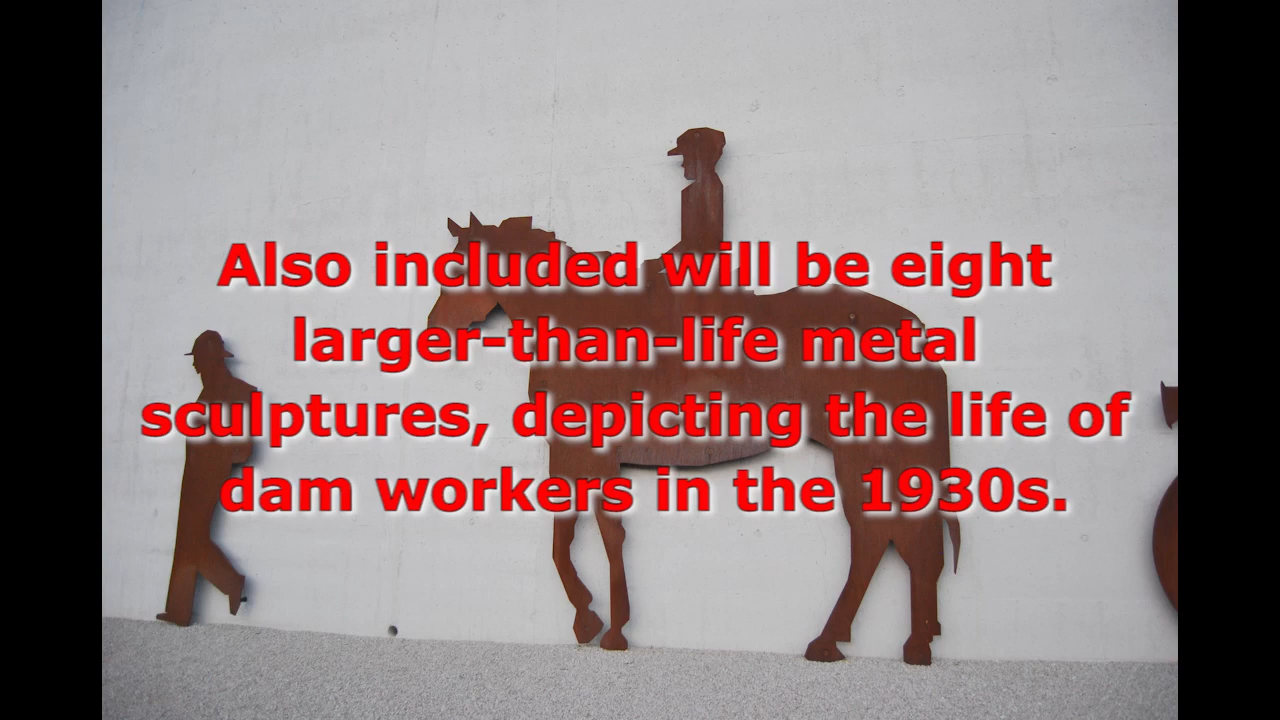 Also included will be eight
larger-than-life metal
sculptures, depicting the life of
dam workers in the 1930s.